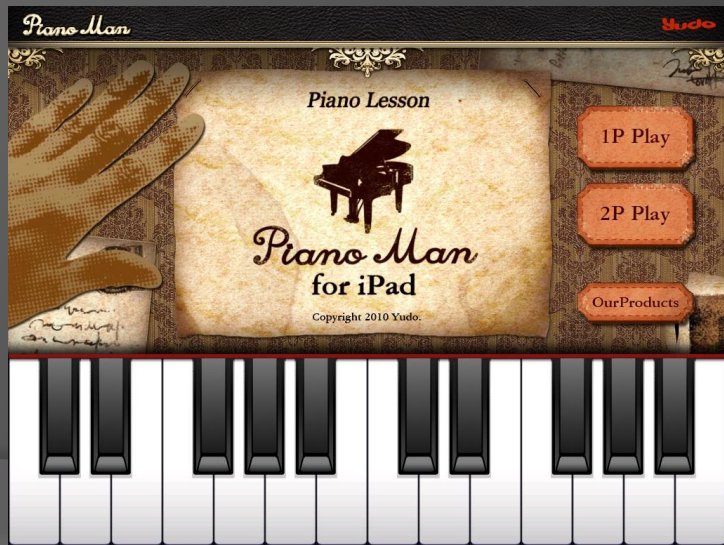 Piano Man
Yudo
Piano Lesson
Piano Man
for iPad
Copyright 2010 Yudo.
1P Play
2P Play
OurProducts